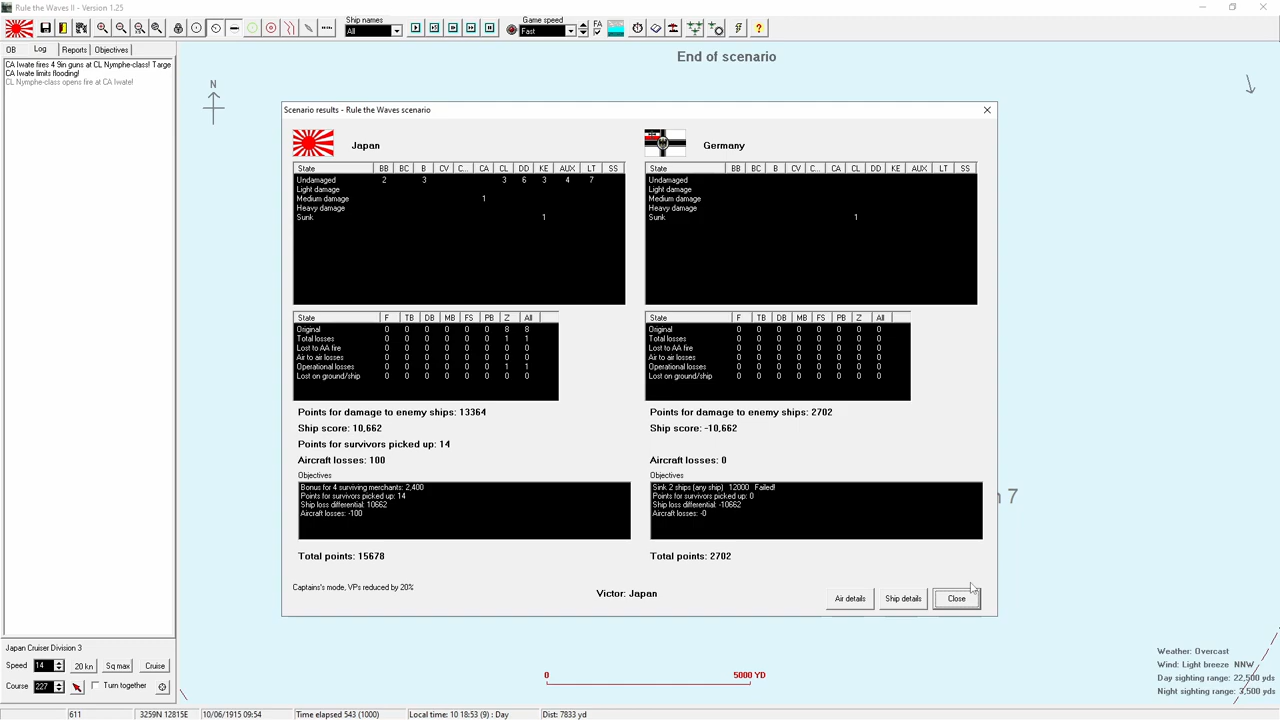 Rule the Waves II - Version 1.25
Ship names
All
Game speed
Fast
FA
OB Log Reports Objectives
CA Iwate fires 4 9in guns at CL Nymphe-class! Targe
CA Iwate limits flooding!
CL Nymphe-class opens fire at CA Iwate!
End of scenario
N
Scenario results - Rule the Waves scenario
Japan
State BB BC B CV C... CA CL DD KE AUX LT SS
Undamaged 2 3 3 6 3 4 7
Light damage
Medium damage 1
Heavy damage
Sunk 1
State F TB DB MB FS PB Z All
Original 0 0 0 0 0 0 8 8
Total losses 0 0 0 0 0 0 1 1
Lost to AA fire 0 0 0 0 0 0 0 0
Air to air losses 0 0 0 0 0 0 0 0
Operational losses 0 0 0 0 0 0 1 1
Lost on ground/ship 0 0 0 0 0 0 0 0
Points for damage to enemy ships: 13364
Ship score: 10,662
Points for survivors picked up: 14
Aircraft losses: 100
Objectives
Bonus for 4 surviving merchants: 2,400
Points for survivors picked up: 14
Ship loss differential: 10662
Aircraft losses: -100
Total points: 15678
Germany
State BB BC B CV C... CA CL DD KE AUX LT SS
Undamaged
Light damage
Medium damage
Heavy damage
Sunk 1
State F TB DB MB FS PB Z All
Original 0 0 0 0 0 0 0 0
Total losses 0 0 0 0 0 0 0 0
Lost to AA fire 0 0 0 0 0 0 0 0
Air to air losses 0 0 0 0 0 0 0 0
Operational losses 0 0 0 0 0 0 0 0
Lost on ground/ship 0 0 0 0 0 0 0 0
Points for damage to enemy ships: 2702
Ship score: -10,662
Aircraft losses: 0
Objectives
Sink 2 ships (any ship) 12000 Failed!
Points for survivors picked up: 0
Ship loss differential: -10662
Aircraft losses: -0
Total points: 2702
Captains's mode, VPs reduced by 20%
Victor: Japan
Air details Ship details Close
7
Japan Cruiser Division 3
Speed 14 20 kn Sq max Cruise
Course 227 Turn together
0 5000 YD
Weather: Overcast
Wind: Light breeze NNW
Day sighting range: 22,500 yds
Night sighting range: 3,500 yds
611 3259N 12815E 10/06/1915 09:54 Time elapsed 543 (1000) Local time: 10 18:53 (9) : Day Dist: 7833 yd